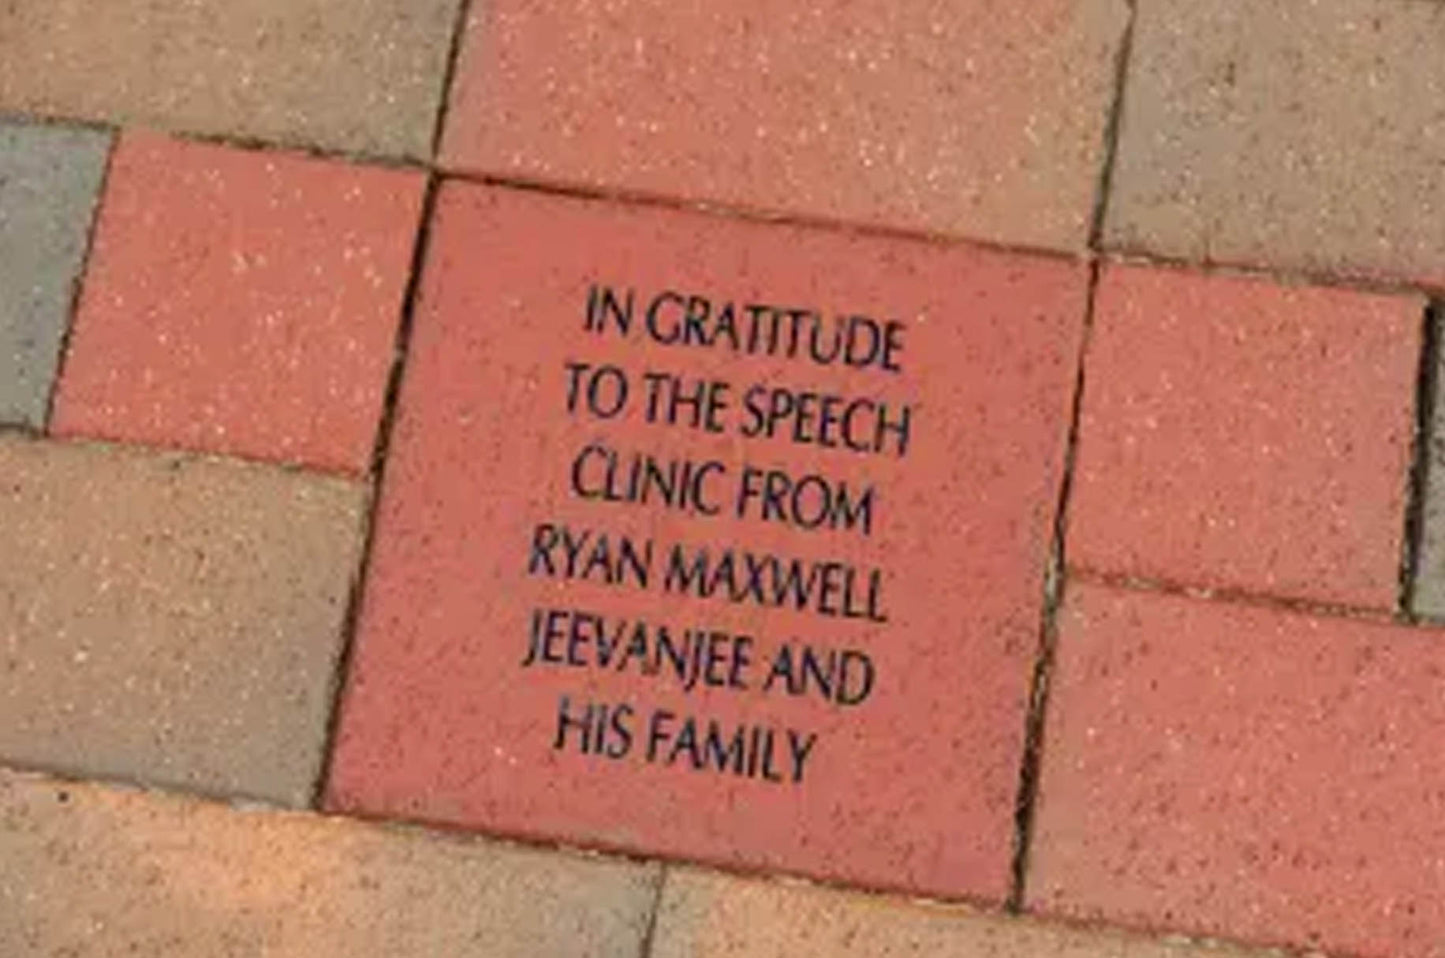 IN GRATITUDE
TO THE SPEECH
CLINIC FROM
RYAN MAXWELL
JEEVANJEE AND
HIS FAMILY